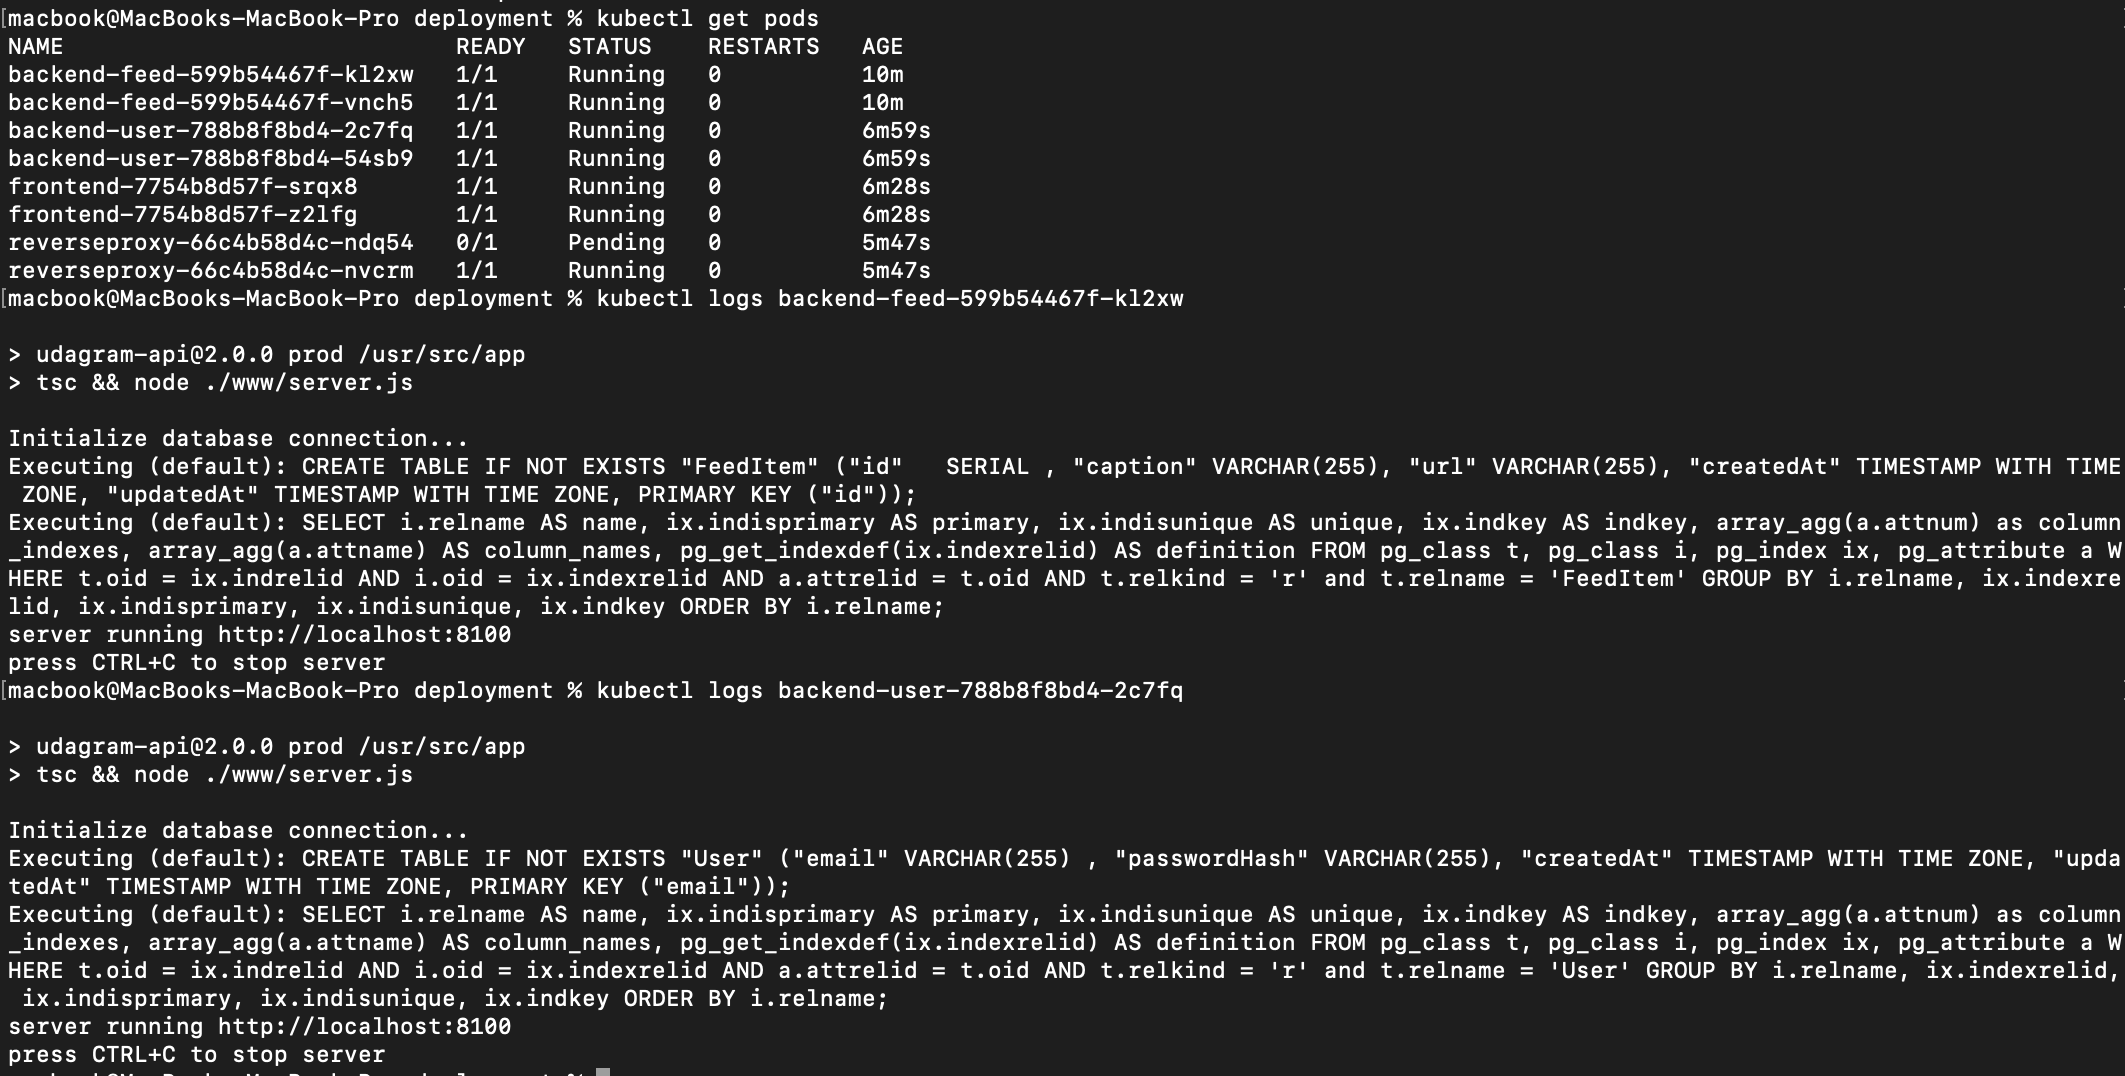 [macbook@MacBooks-MacBook-Pro deployment % kubectl get pods
NAME                            READY   STATUS    RESTARTS   AGE
backend-feed-599b54467f-kl2xw   1/1     Running   0          10m
backend-feed-599b54467f-vnch5   1/1     Running   0          10m
backend-user-788b8f8bd4-2c7fq   1/1     Running   0          6m59s
backend-user-788b8f8bd4-54sb9   1/1     Running   0          6m59s
frontend-7754b8d57f-srqx8       1/1     Running   0          6m28s
frontend-7754b8d57f-z2lfg       1/1     Running   0          6m28s
reverseproxy-66c4b58d4c-ndq54   0/1     Pending   0          5m47s
reverseproxy-66c4b58d4c-nvcrm   1/1     Running   0          5m47s
[macbook@MacBooks-MacBook-Pro deployment % kubectl logs backend-feed-599b54467f-kl2xw
> udagram-api@2.0.0 prod /usr/src/app
> tsc && node ./www/server.js
Initialize database connection...
Executing (default): CREATE TABLE IF NOT EXISTS "FeedItem" ("id"   SERIAL , "caption" VARCHAR(255), "url" VARCHAR(255), "createdAt" TIMESTAMP WITH TIME
 ZONE, "updatedAt" TIMESTAMP WITH TIME ZONE, PRIMARY KEY ("id"));
Executing (default): SELECT i.relname AS name, ix.indisprimary AS primary, ix.indisunique AS unique, ix.indkey AS indkey, array_agg(a.attnum) as column
_indexes, array_agg(a.attname) AS column_names, pg_get_indexdef(ix.indexrelid) AS definition FROM pg_class t, pg_class i, pg_index ix, pg_attribute a W
HERE t.oid = ix.indrelid AND i.oid = ix.indexrelid AND a.attrelid = t.oid AND t.relkind = 'r' and t.relname = 'FeedItem' GROUP BY i.relname, ix.indexre
lid, ix.indisprimary, ix.indisunique, ix.indkey ORDER BY i.relname;
server running http://localhost:8100
press CTRL+C to stop server
[macbook@MacBooks-MacBook-Pro deployment % kubectl logs backend-user-788b8f8bd4-2c7fq
> udagram-api@2.0.0 prod /usr/src/app
> tsc && node ./www/server.js
Initialize database connection...
Executing (default): CREATE TABLE IF NOT EXISTS "User" ("email" VARCHAR(255) , "passwordHash" VARCHAR(255), "createdAt" TIMESTAMP WITH TIME ZONE, "upda
tedAt" TIMESTAMP WITH TIME ZONE, PRIMARY KEY ("email"));
Executing (default): SELECT i.relname AS name, ix.indisprimary AS primary, ix.indisunique AS unique, ix.indkey AS indkey, array_agg(a.attnum) as column
_indexes, array_agg(a.attname) AS column_names, pg_get_indexdef(ix.indexrelid) AS definition FROM pg_class t, pg_class i, pg_index ix, pg_attribute a W
HERE t.oid = ix.indrelid AND i.oid = ix.indexrelid AND a.attrelid = t.oid AND t.relkind = 'r' and t.relname = 'User' GROUP BY i.relname, ix.indexrelid,
 ix.indisprimary, ix.indisunique, ix.indkey ORDER BY i.relname;
server running http://localhost:8100
press CTRL+C to stop server